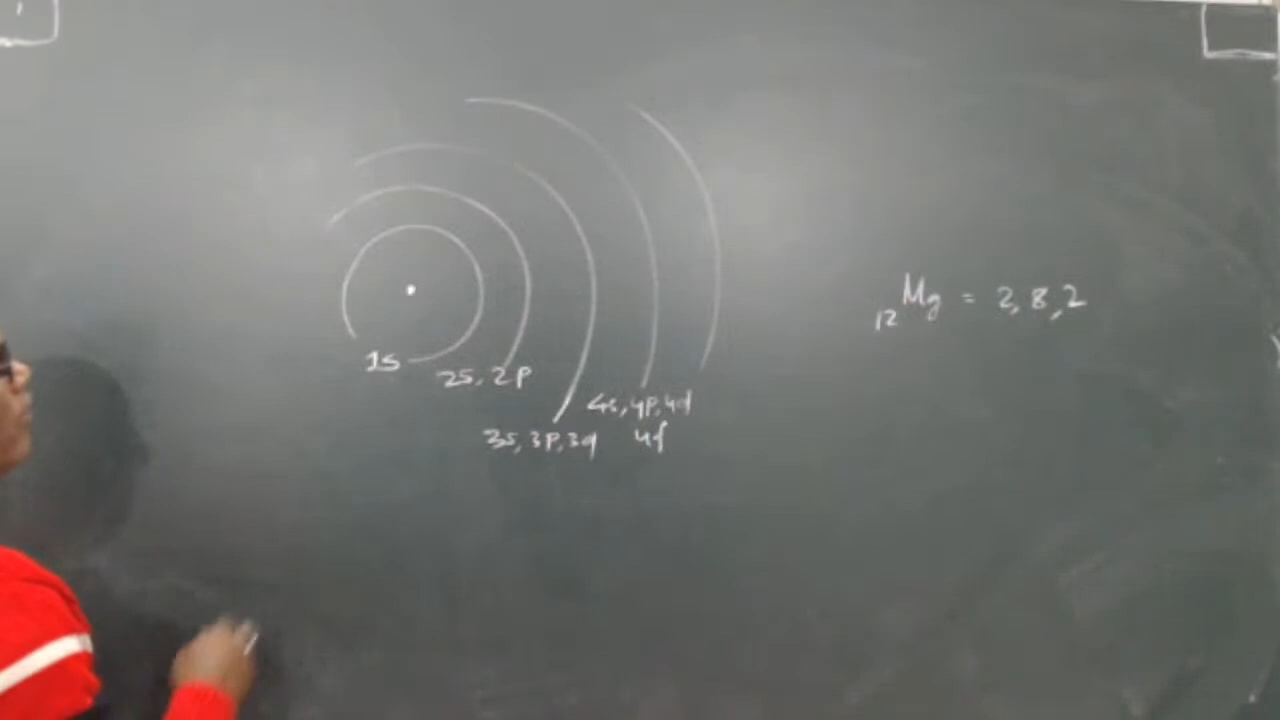 1s
2s, 2p
3s, 3p, 3d
4s, 4p, 4d
4f
12Mg = 2, 8, 2